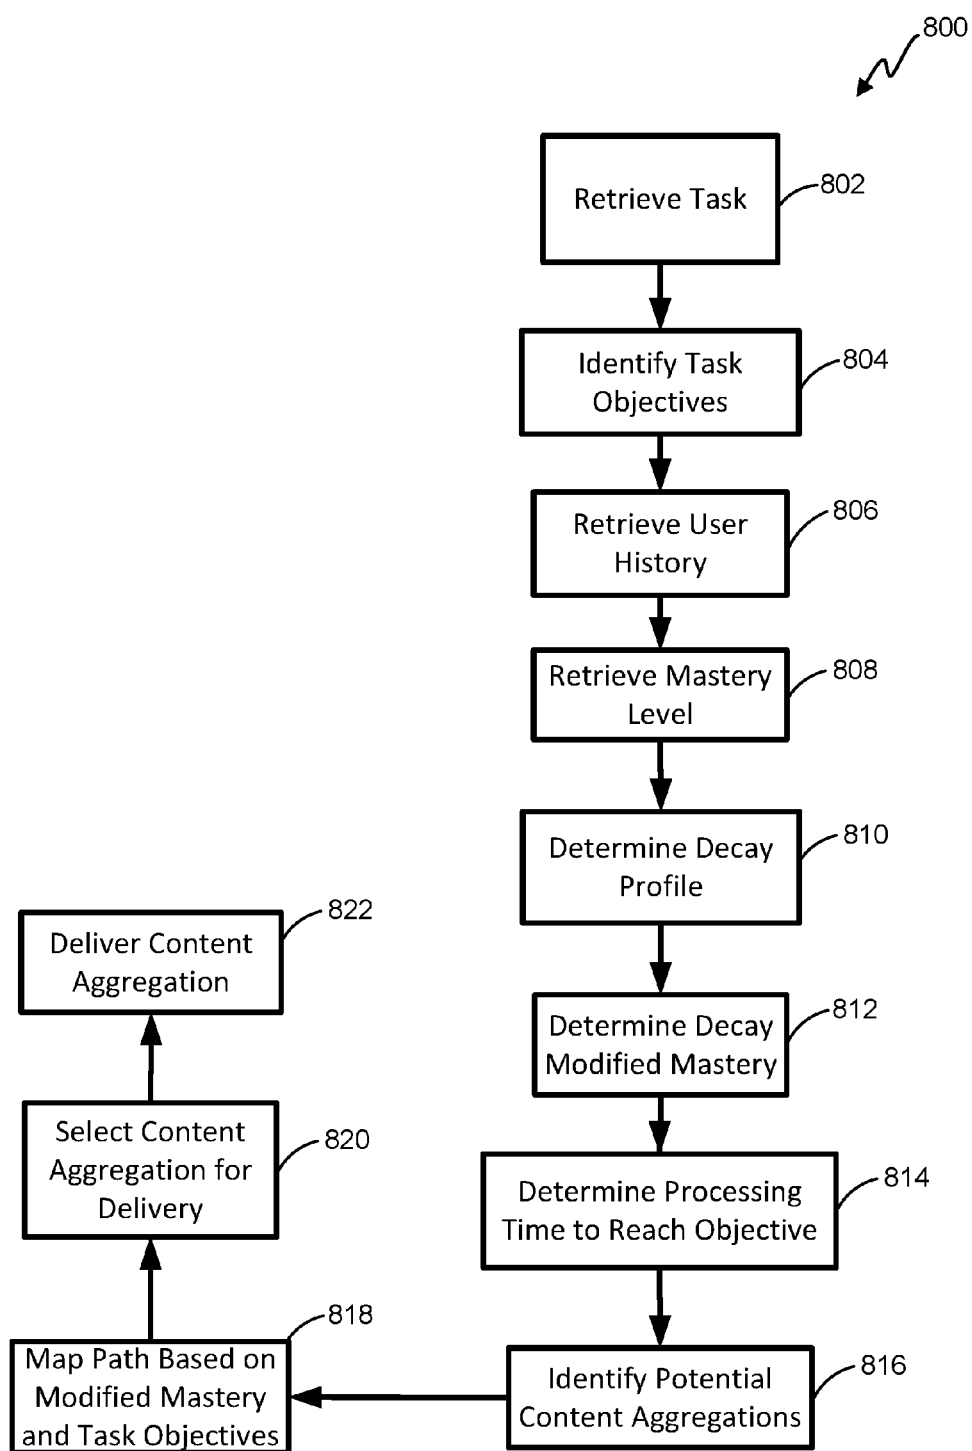 800
Retrieve Task
802
Identify Task
Objectives
804
Retrieve User
History
806
Retrieve Mastery
Level
808
Determine Decay
Profile
810
Determine Decay
Modified Mastery
812
Determine Processing
Time to Reach Objective
814
Identify Potential
Content Aggregations
816
Map Path Based on
Modified Mastery
and Task Objectives
818
Select Content
Aggregation for
Delivery
820
Deliver Content
Aggregation
822